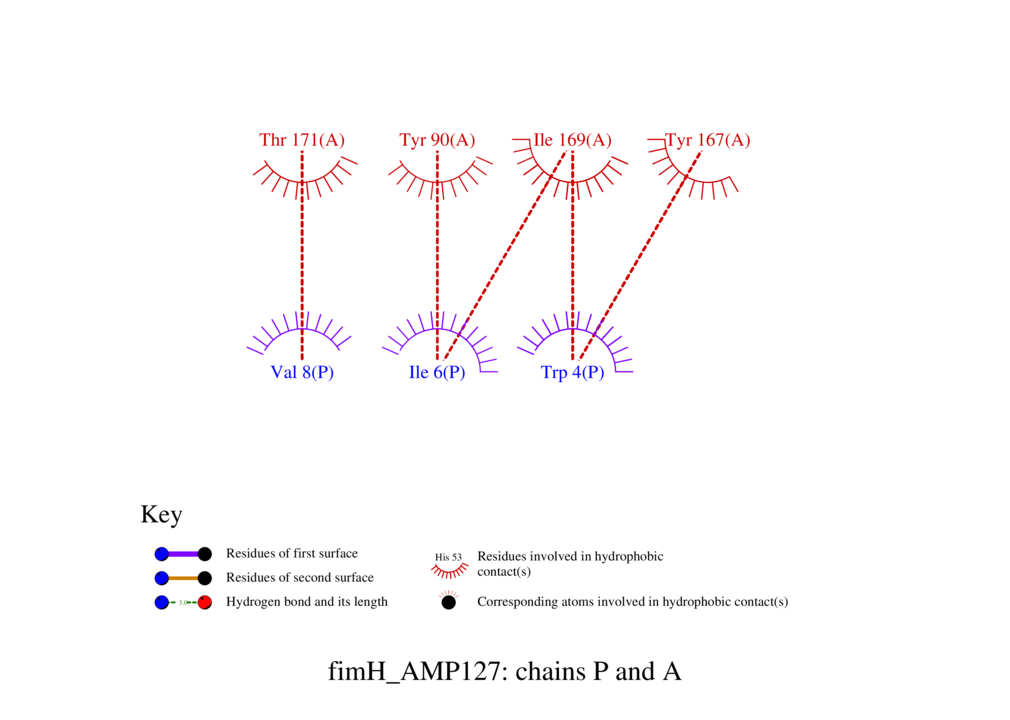 Thr 171(A) Tyr 90(A) Ile 169(A) Tyr 167(A)
Val 8(P) Ile 6(P) Trp 4(P)
Key
Residues of first surface
Residues of second surface
3.0
Hydrogen bond and its length
His 53
Residues involved in hydrophobic
contact(s)
Corresponding atoms involved in hydrophobic contact(s)
fimH_AMP127: chains P and A